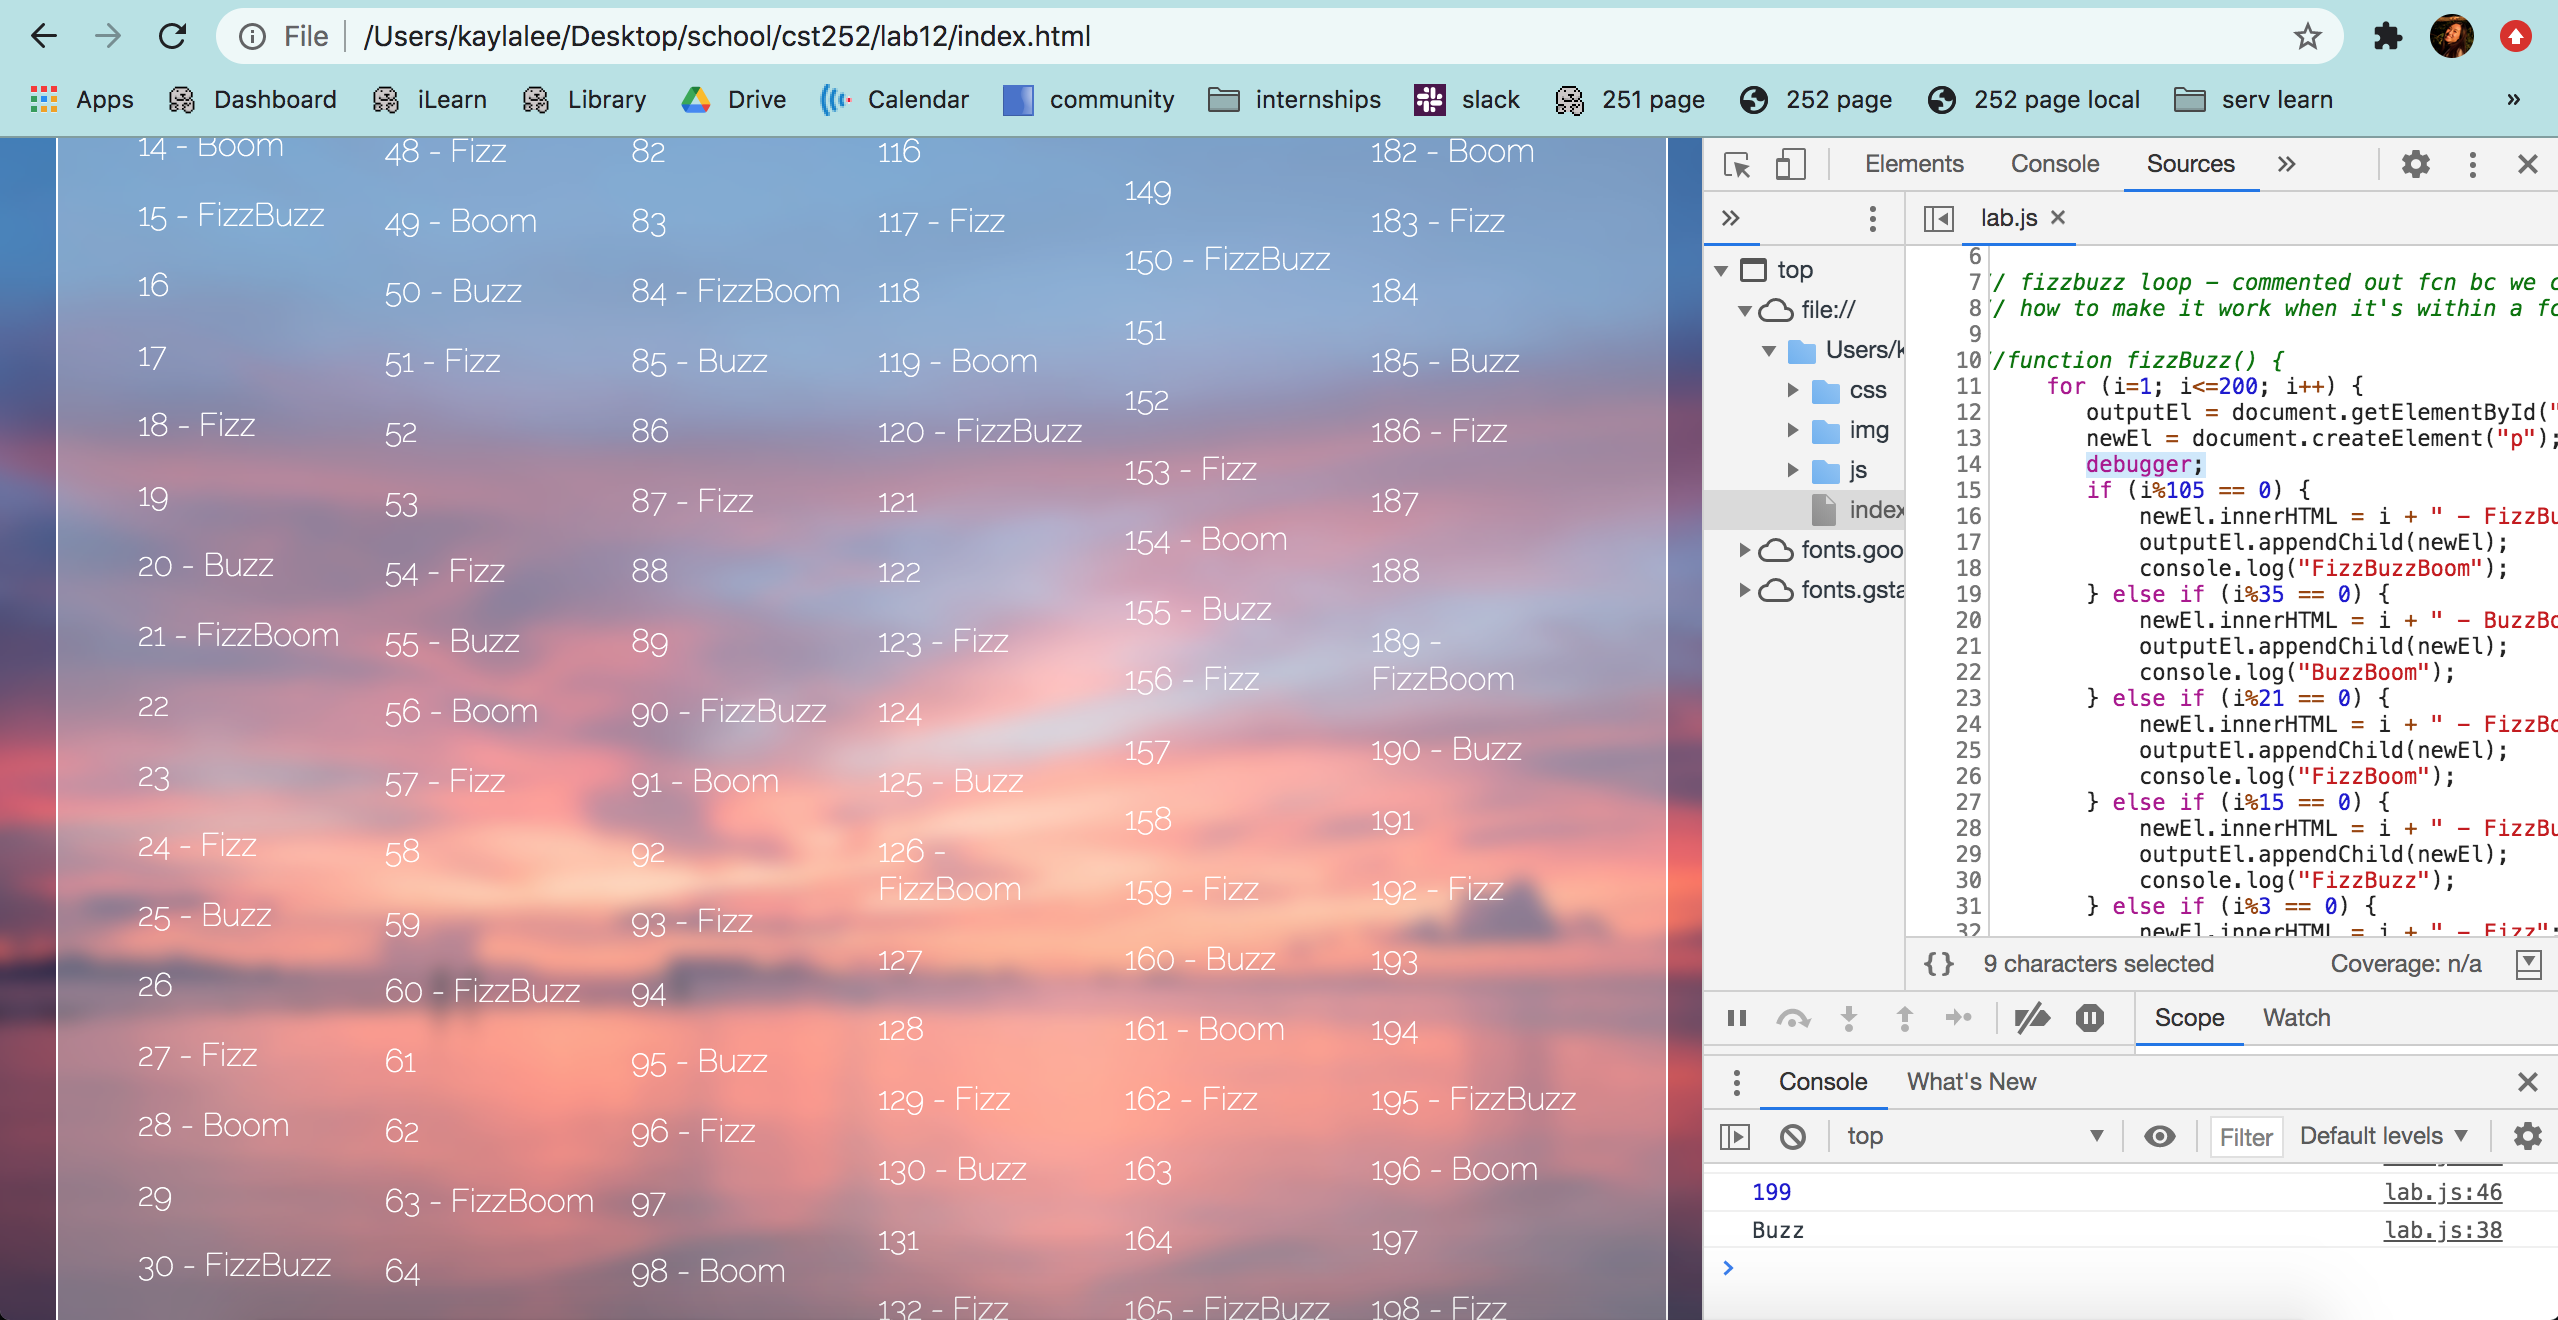 File /Users/kaylalee/Desktop/school/cst252/lab12/index.html
Apps Dashboard iLearn Library Drive Calendar community internships slack 251 page 252 page 252 page local serv learn »
14 - Boom
15 - FizzBuzz
16
17
18 - Fizz
19
20 - Buzz
21 - FizzBoom
22
23
24 - Fizz
25 - Buzz
26
27 - Fizz
28 - Boom
29
30 - FizzBuzz
48 - Fizz
49 - Boom
50 - Buzz
51 - Fizz
52
53
54 - Fizz
55 - Buzz
56 - Boom
57 - Fizz
58
59
60 - FizzBuzz
61
62
63 - FizzBoom
64
82
83
84 - FizzBoom
85 - Buzz
86
87 - Fizz
88
89
90 - FizzBuzz
91 - Boom
92
93 - Fizz
94
95 - Buzz
96 - Fizz
97
98 - Boom
116
117 - Fizz
118
119 - Boom
120 - FizzBuzz
121
122
123 - Fizz
124
125 - Buzz
126 -
FizzBoom
127
128
129 - Fizz
130 - Buzz
131
132 - Fizz
149
150 - FizzBuzz
151
152
153 - Fizz
154 - Boom
155 - Buzz
156 - Fizz
157
158
159 - Fizz
160 - Buzz
161 - Boom
162 - Fizz
163
164
165 - FizzBuzz
182 - Boom
183 - Fizz
184
185 - Buzz
186 - Fizz
187
188
189 -
FizzBoom
190 - Buzz
191
192 - Fizz
193
194
195 - FizzBuzz
196 - Boom
197
198 - Fizz
Elements Console Sources »
»
lab.js ×
top
file://
Users/k
css
img
js
index
fonts.goo
fonts.gsta
6
7 / fizzbuzz loop - commented out fcn bc we c
8 / how to make it work when it's within a fc
9
10 /function fizzBuzz() {
11 for (i=1; i<=200; i++) {
12 outputEl = document.getElementById("
13 newEl = document.createElement("p");
14 debugger;
15 if (i%105 == 0) {
16 newEl.innerHTML = i + " - FizzBu
17 outputEl.appendChild(newEl);
18 console.log("FizzBuzzBoom");
19 } else if (i%35 == 0) {
20 newEl.innerHTML = i + " - BuzzBo
21 outputEl.appendChild(newEl);
22 console.log("BuzzBoom");
23 } else if (i%21 == 0) {
24 newEl.innerHTML = i + " - FizzBo
25 outputEl.appendChild(newEl);
26 console.log("FizzBoom");
27 } else if (i%15 == 0) {
28 newEl.innerHTML = i + " - FizzBu
29 outputEl.appendChild(newEl);
30 console.log("FizzBuzz");
31 } else if (i%3 == 0) {
32 newEl.innerHTML = i + " - Fizz";
{} 9 characters selected Coverage: n/a
Scope Watch
Console What's New
top Filter Default levels
199 lab.js:46
Buzz lab.js:38
>